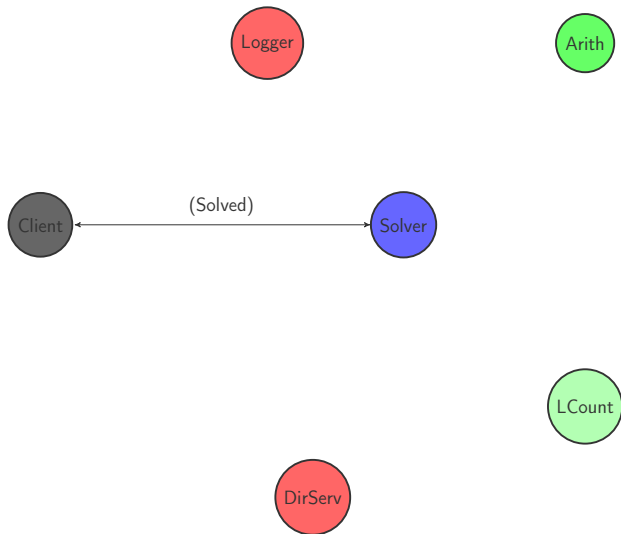 Logger
Arith
(Solved)
Client
Solver
LCount
DirServ